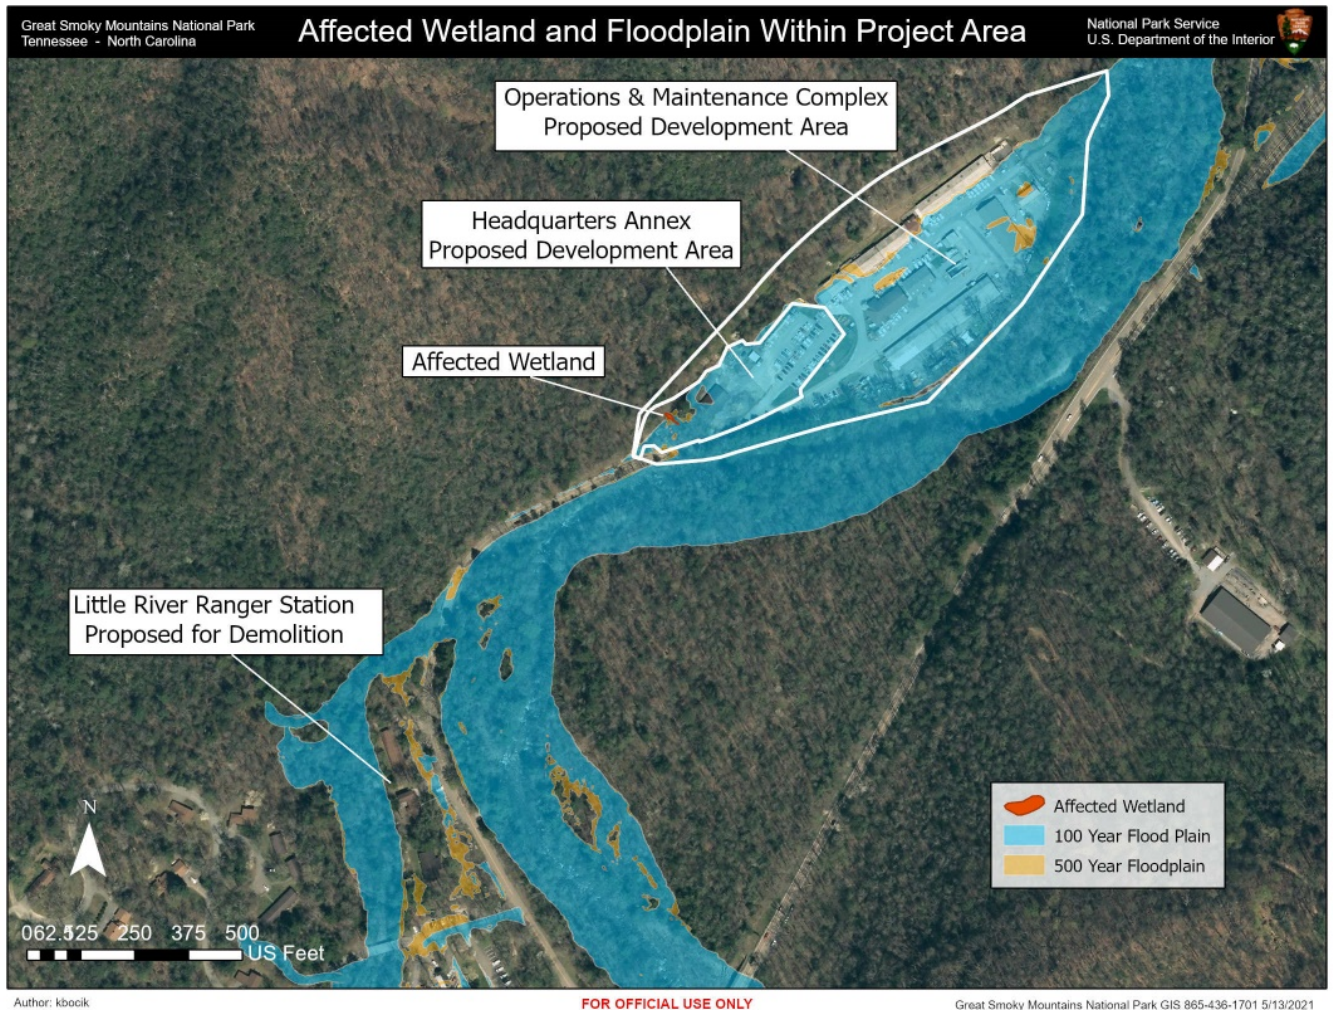 Great Smoky Mountains National Park
Tennessee - North Carolina
Affected Wetland and Floodplain Within Project Area
National Park Service
U.S. Department of the Interior
Operations & Maintenance Complex
Proposed Development Area
Headquarters Annex
Proposed Development Area
Affected Wetland
Little River Ranger Station
Proposed for Demolition
N
Affected Wetland
100 Year Flood Plain
500 Year Floodplain
062.5125 250 375 500
US Feet
Author: kbocik
FOR OFFICIAL USE ONLY
Great Smoky Mountains National Park GIS 865-436-1701 5/13/2021